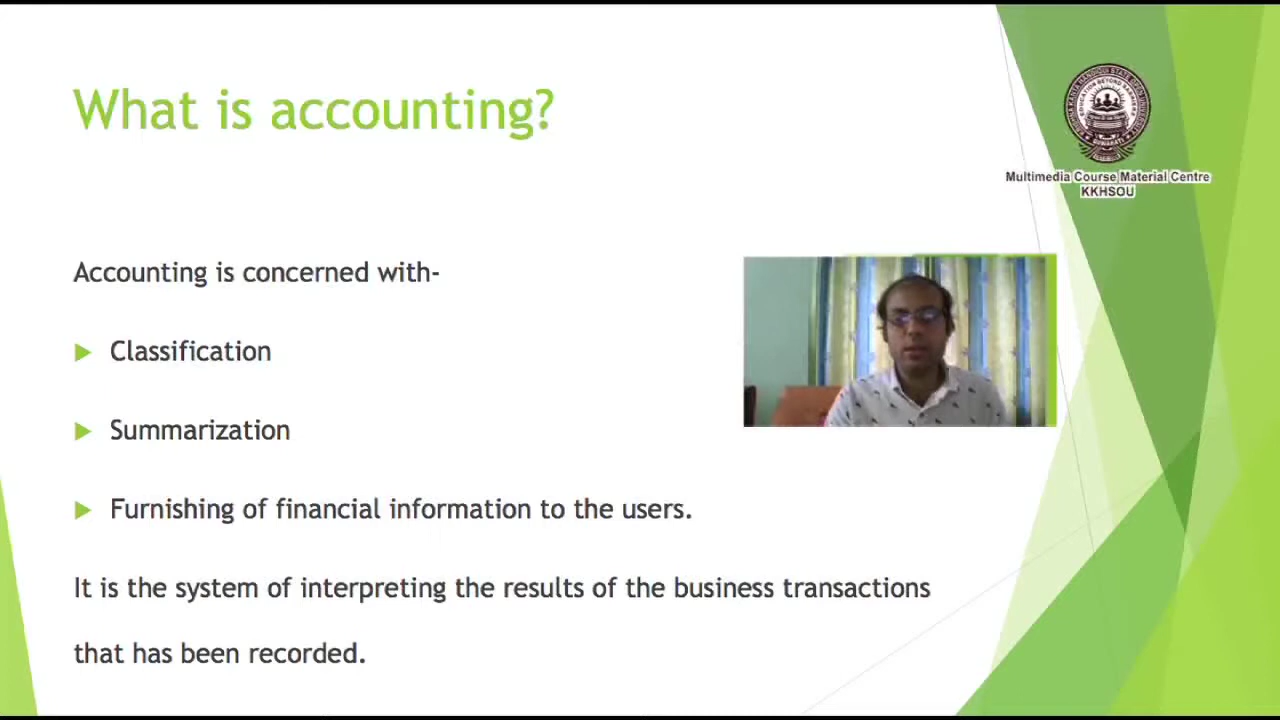 What is accounting?
Multimedia Course Material Centre
KKHSOU
Accounting is concerned with-
Classification
Summarization
Furnishing of financial information to the users.
It is the system of interpreting the results of the business transactions
that has been recorded.